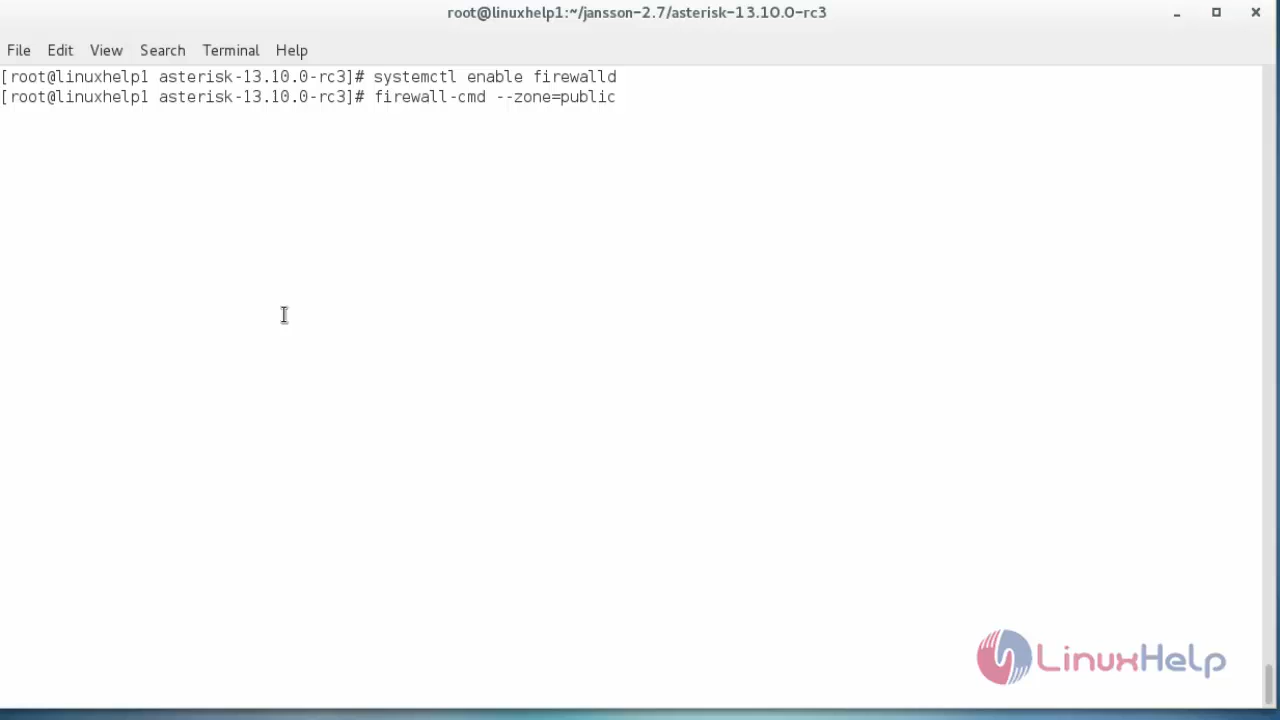 root@linuxhelp1:~/jansson-2.7/asterisk-13.10.0-rc3
File Edit View Search Terminal Help
[root@linuxhelp1 asterisk-13.10.0-rc3]# systemctl enable firewalld
[root@linuxhelp1 asterisk-13.10.0-rc3]# firewall-cmd --zone=public
LinuxHelp